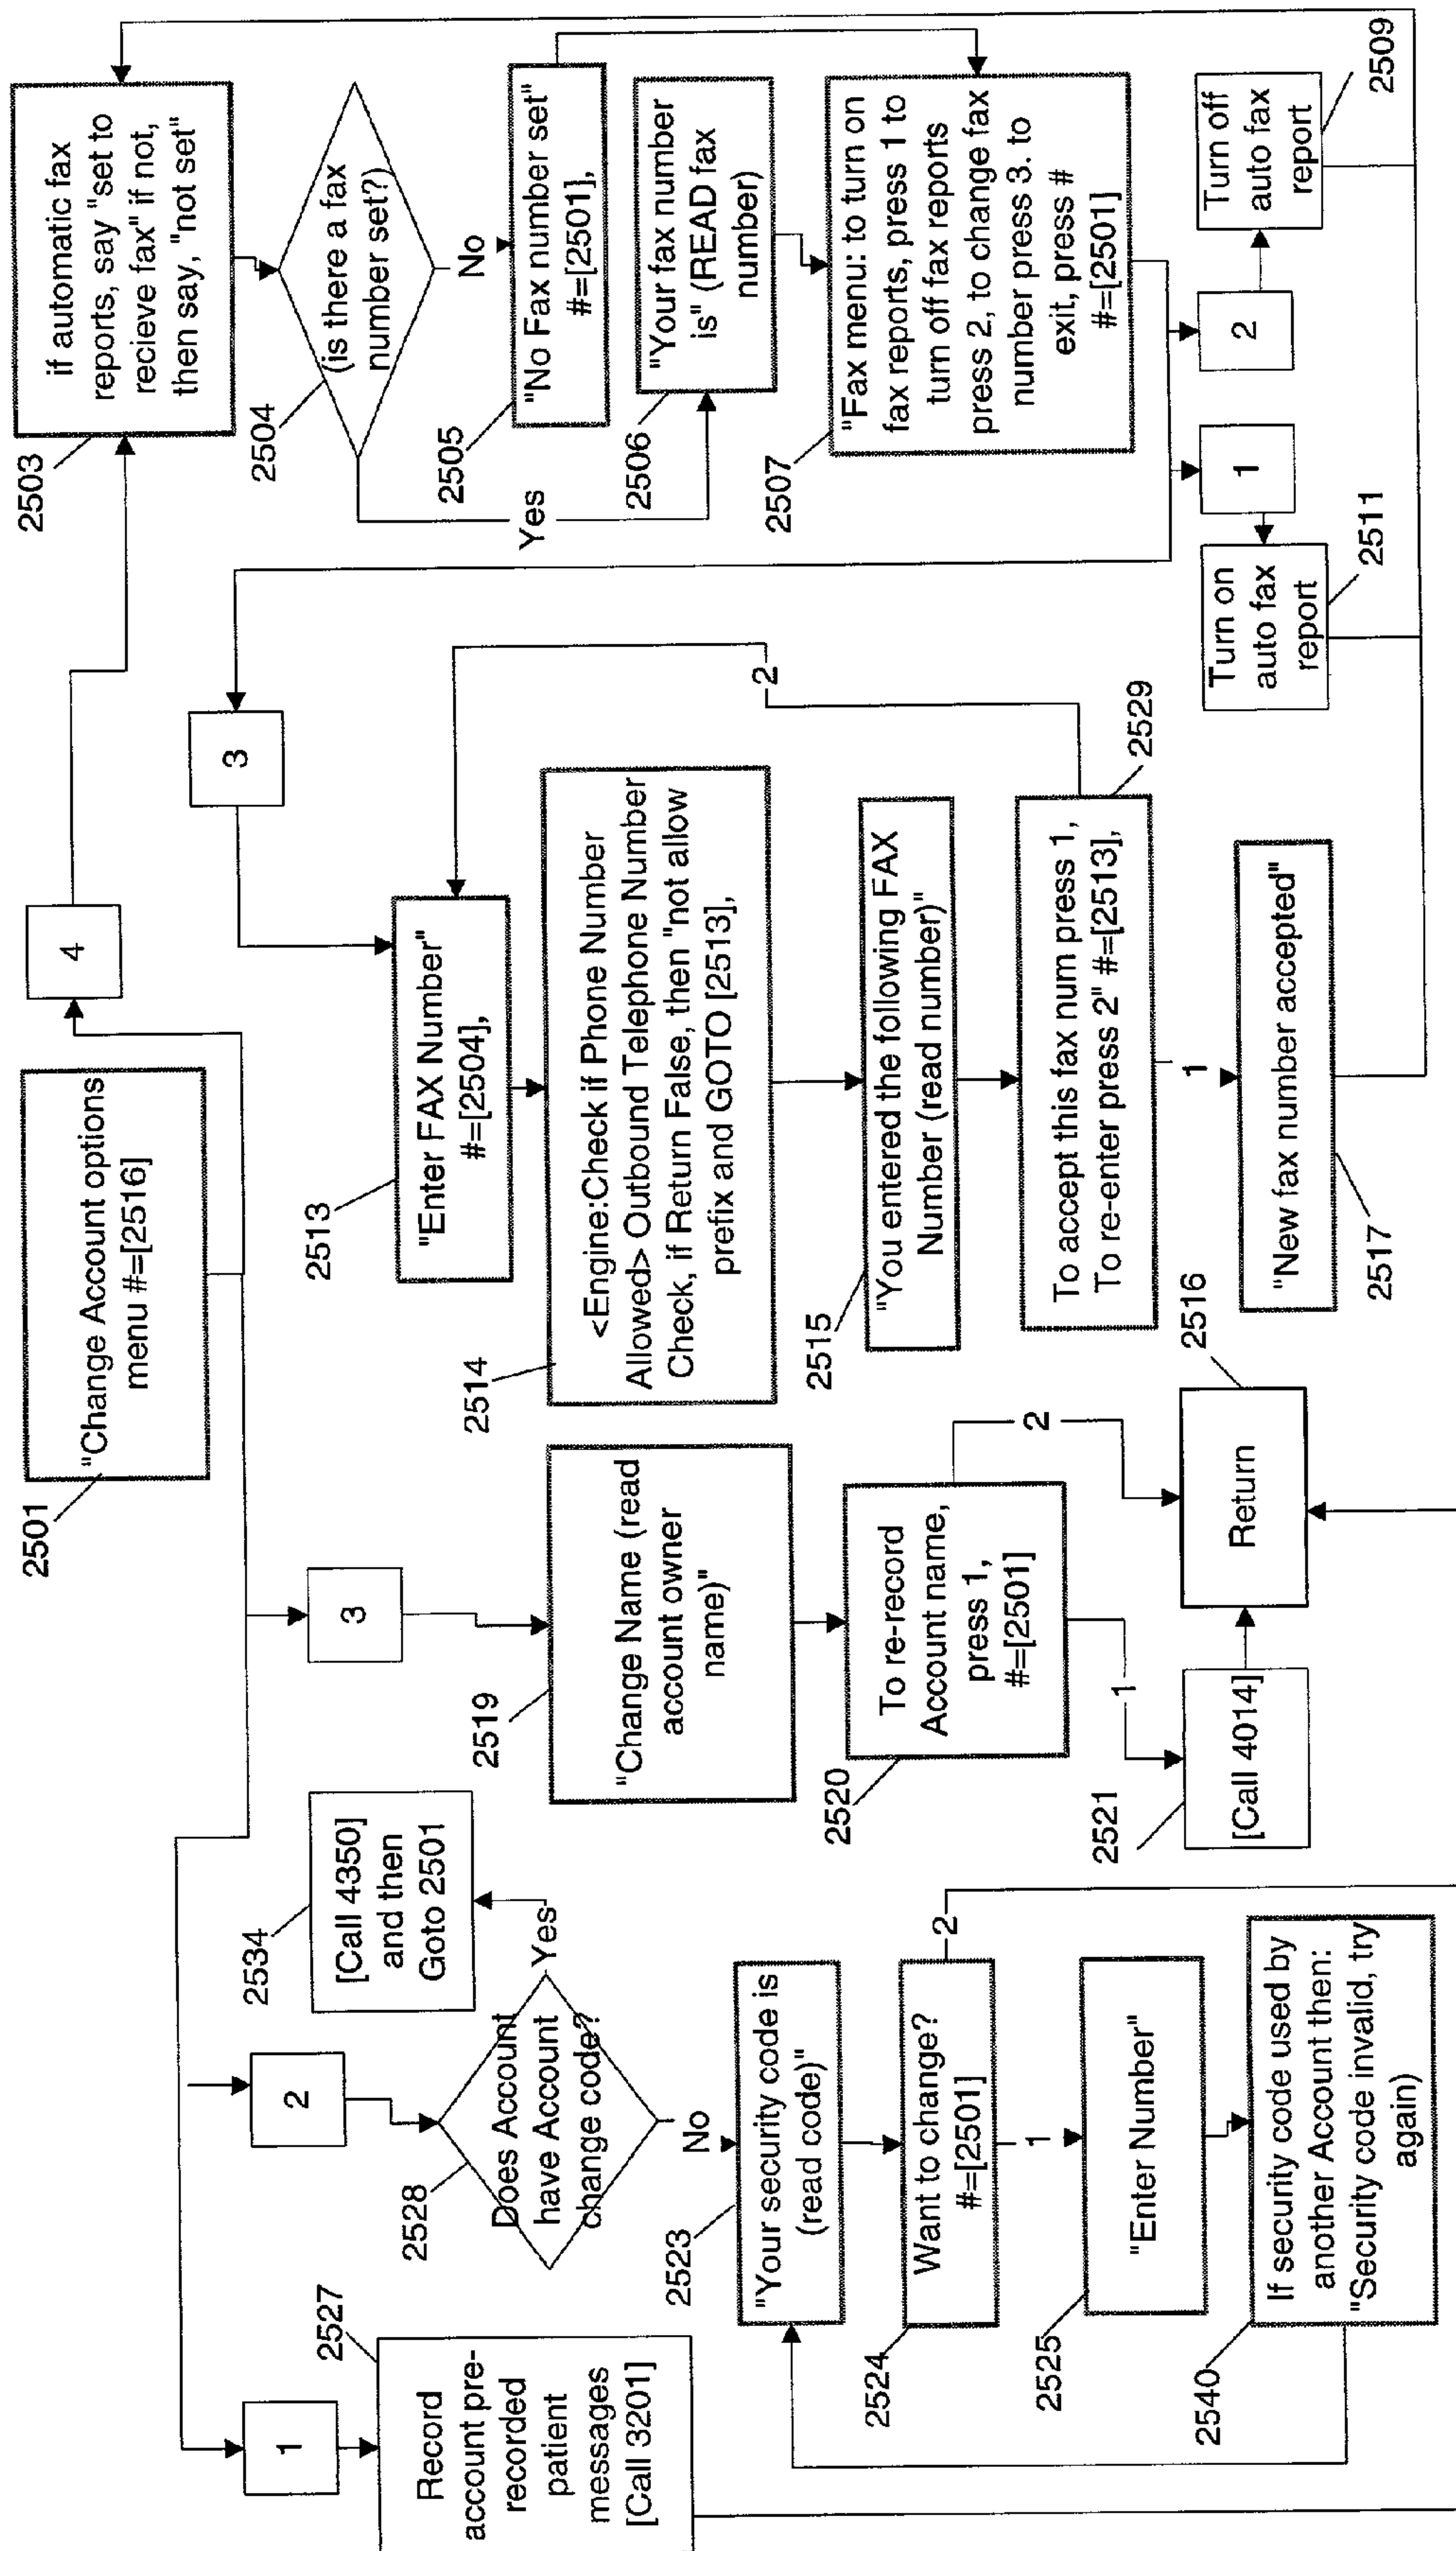 2501
"Change Account options
menu #=[2516]
1
2527
Record
account pre-
recorded
patient
messages
[Call 3201]
2
2528
Does Account
have Account
change code?
Yes
2534
[Call 4350]
and then
Goto 2501
No
2523
"Your security code is
(read code)"
2524
Want to change?
#=[2501]
2
1
2525
"Enter Number"
2540
If security code used by
another Account then:
"Security code invalid, try
again)
3
2519
"Change Name (read
account owner
name)"
2520
To re-record
Account name,
press 1,
#=[2501]
2
1
2521
[Call 4014]
2516
Return
4
2503
if automatic fax
reports, say "set to
recieve fax" if not,
then say, "not set"
2504
(is there a fax
number set?)
No
Yes
2505
"No Fax number set"
#=[2501],
2506
"Your fax number
is" (READ fax
number)
2507
"Fax menu: to turn on
fax reports, press 1 to
turn off fax reports
press 2, to change fax
number press 3. to
exit, press #
#=[2501]
1
2
Turn on
auto fax
report
2511
Turn off
auto fax
report
2509
3
2513
"Enter FAX Number"
#=[2504],
2514
<Engine:Check if Phone Number
Allowed> Outbound Telephone Number
Check, if Return False, then "not allow
prefix and GOTO [2513],
2515
"You entered the following FAX
Number (read number)"
2529
To accept this fax num press 1,
To re-enter press 2" #=[2513],
2
1
2517
"New fax number accepted"